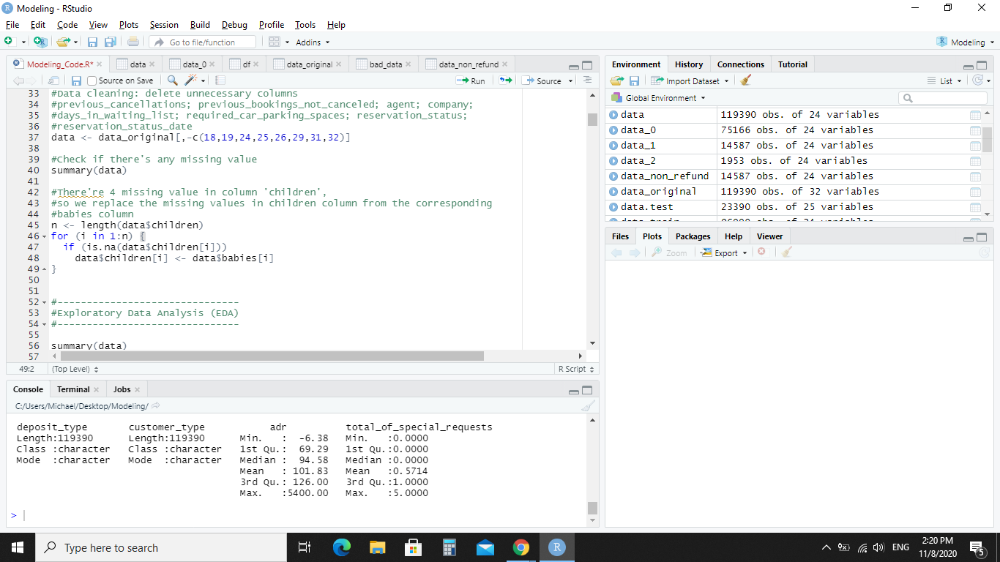 Modeling - RStudio
File Edit Code View Plots Session Build Debug Profile Tools Help
Go to file/function Addins Modeling
Modeling_Code.R* data data_0 df data_original bad_data data_non_refund
Source on Save Run Source
33 #Data cleaning: delete unnecessary columns
34 #previous_cancellations; previous_bookings_not_canceled; agent; company;
35 #days_in_waiting_list; required_car_parking_spaces; reservation_status;
36 #reservation_status_date
37 data <- data_original[,-c(18,19,24,25,26,29,31,32)]
38
39 #Check if there's any missing value
40 summary(data)
41
42 #There're 4 missing value in column 'children',
43 #so we replace the missing values in children column from the corresponding
44 #babies column
45 n <- length(data$children)
46 for (i in 1:n) {
47 if (is.na(data$children[i]))
48 data$children[i] <- data$babies[i]
49 }
50
51
52 #-------------------------------
53 #Exploratory Data Analysis (EDA)
54 #-------------------------------
55
56 summary(data)
57
49:2 (Top Level) R Script
Console Terminal Jobs
C:/Users/Michael/Desktop/Modeling/
deposit_type customer_type adr total_of_special_requests
Length:119390 Length:119390 Min. : -6.38 Min. :0.0000
Class :character Class :character 1st Qu.: 69.29 1st Qu.:0.0000
Mode :character Mode :character Median : 94.58 Median :0.0000
Mean : 101.83 Mean :0.5714
3rd Qu.: 126.00 3rd Qu.:1.0000
Max. :5400.00 Max. :5.0000
>
Environment History Connections Tutorial
Import Dataset List
Global Environment
data 119390 obs. of 24 variables
data_0 75166 obs. of 24 variables
data_1 14587 obs. of 24 variables
data_2 1953 obs. of 24 variables
data_non_refund 14587 obs. of 24 variables
data_original 119390 obs. of 32 variables
data.test 23390 obs. of 25 variables
Files Plots Packages Help Viewer
Zoom Export
Type here to search
ENG
2:20 PM
11/8/2020
5